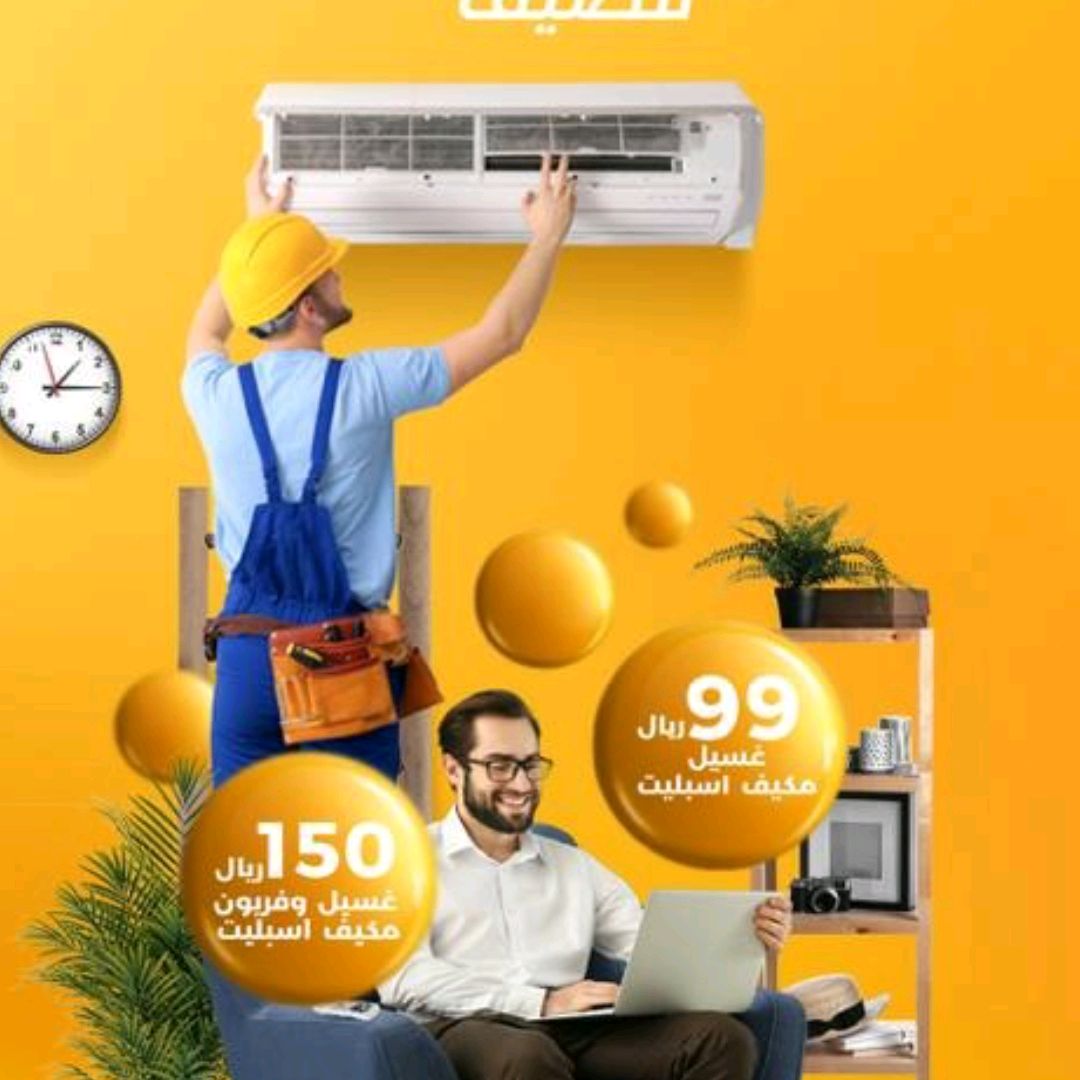 99 ريال
غسيل
مكيف اسبليت
150 ريال
غسيل وفريون
مكيف اسبليت